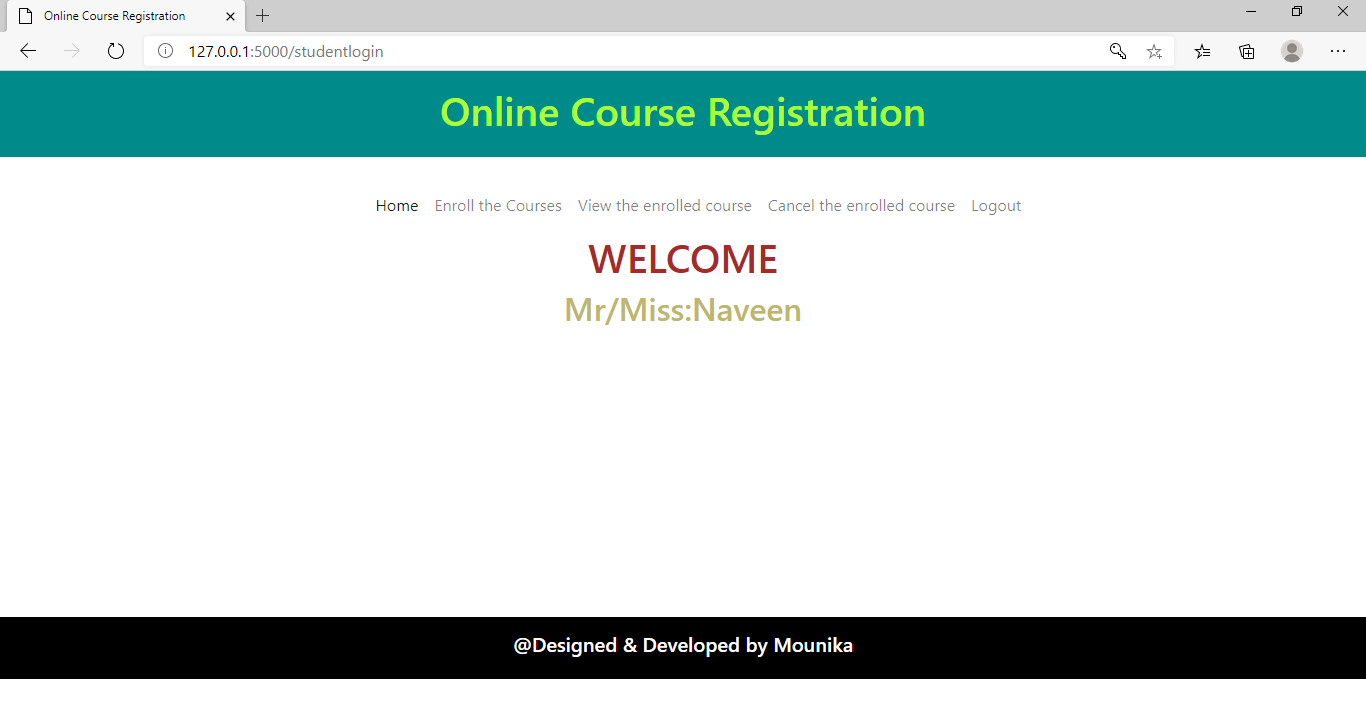 Online Course Registration
127.0.0.1:5000/studentlogin
Online Course Registration
Home Enroll the Courses View the enrolled course Cancel the enrolled course Logout
WELCOME
Mr/Miss:Naveen
@Designed & Developed by Mounika